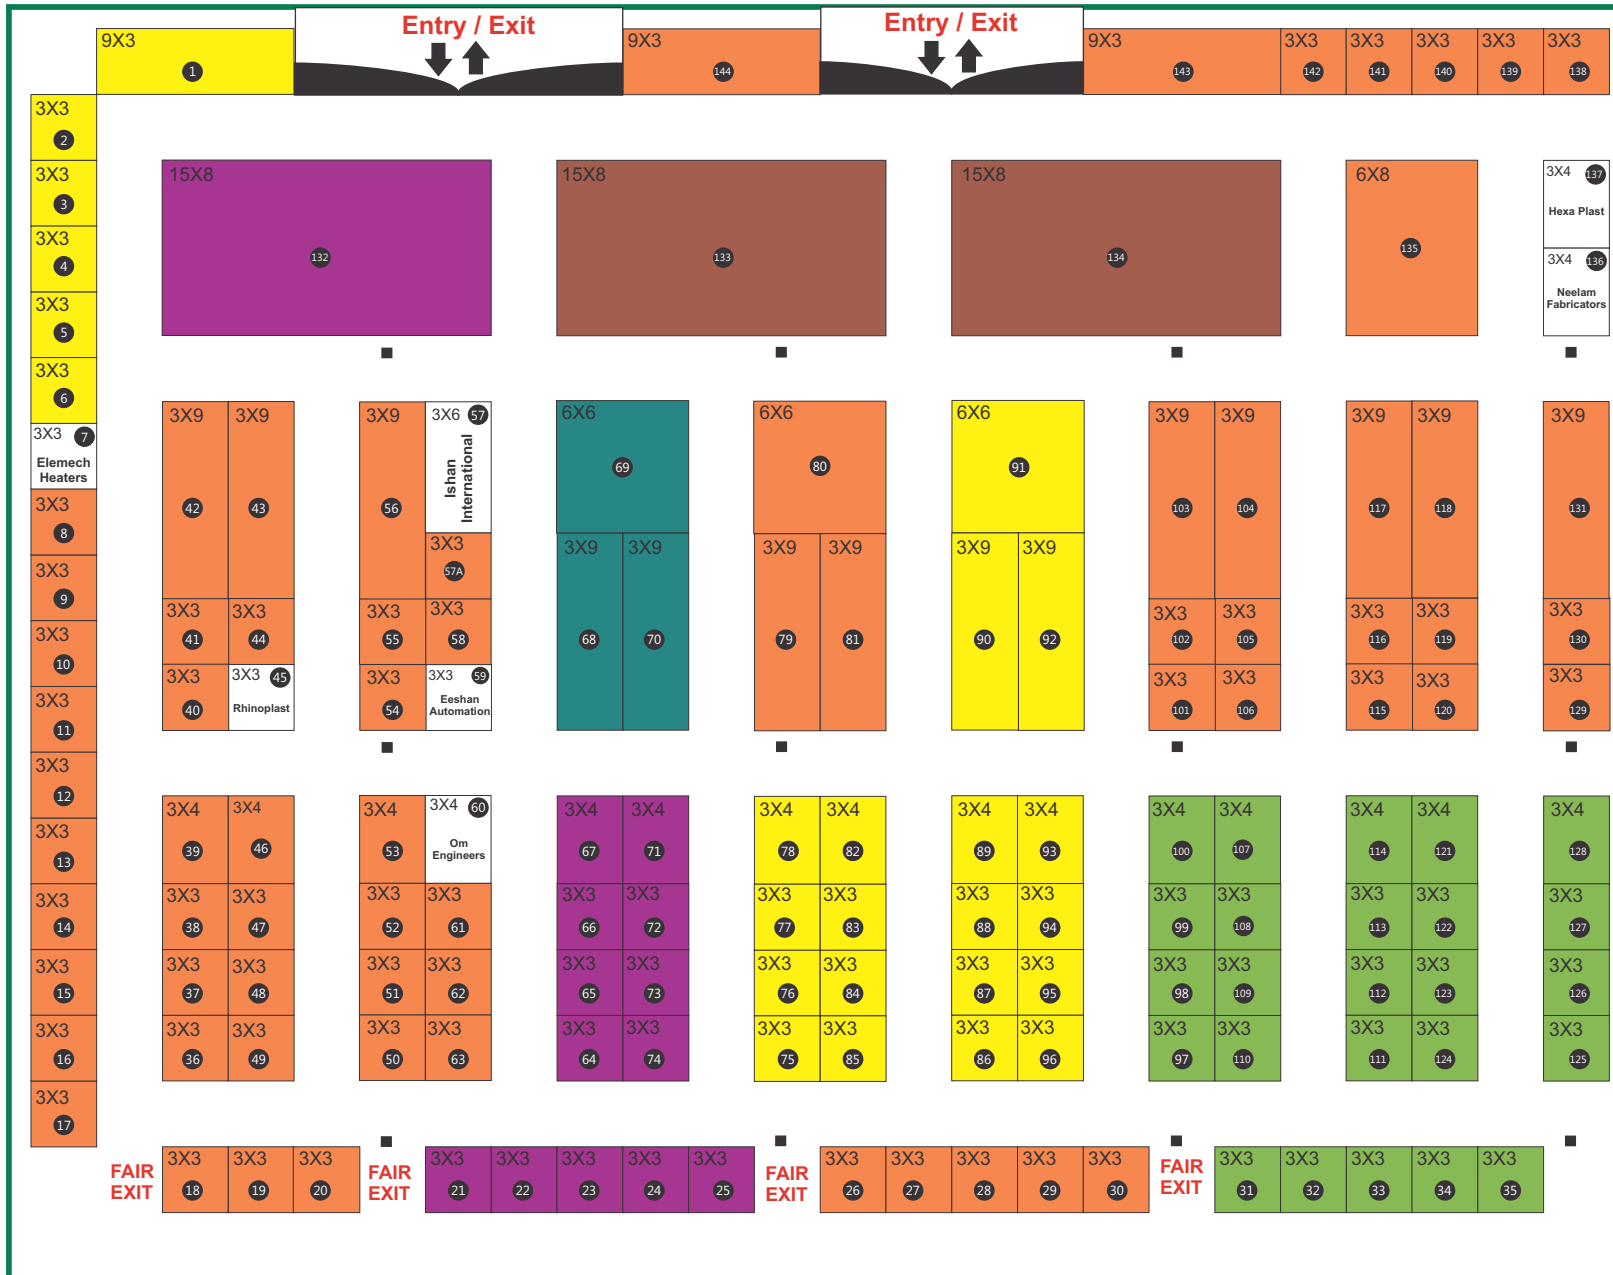 Entry / Exit
Entry / Exit
9X3
1
9X3
144
9X3
143
3X3
142
3X3
141
3X3
140
3X3
139
3X3
138
3X3
2
3X3
3
3X3
4
3X3
5
3X3
6
3X3 7
Elemech
Heaters
3X3
8
3X3
9
3X3
10
3X3
11
3X3
12
3X3
13
3X3
14
3X3
15
3X3
16
3X3
17
15X8
132
15X8
133
15X8
134
6X8
135
3X4 137
Hexa Plast
3X4 136
Neelam
Fabricators
3X9
42
3X9
43
3X3
41
3X3
44
3X3
40
3X3 45
Rhinoplast
3X9
56
3X6 57
Ishan
International
3X3
57A
3X3
55
3X3
58
3X3
54
3X3 59
Eeshan
Automation
6X6
69
3X9
68
3X9
70
6X6
80
3X9
79
3X9
81
6X6
91
3X9
90
3X9
92
3X9
103
3X9
104
3X3
102
3X3
105
3X3
101
3X3
106
3X9
117
3X9
118
3X3
116
3X3
119
3X3
115
3X3
120
3X9
131
3X3
130
3X3
129
3X4
39
3X4
46
3X3
38
3X3
47
3X3
37
3X3
48
3X3
36
3X3
49
3X4
53
3X4 60
Om
Engineers
3X3
52
3X3
61
3X3
51
3X3
62
3X3
50
3X3
63
3X4
67
3X4
71
3X3
66
3X3
72
3X3
65
3X3
73
3X3
64
3X3
74
3X4
78
3X4
82
3X3
77
3X3
83
3X3
76
3X3
84
3X3
75
3X3
85
3X4
89
3X4
93
3X3
88
3X3
94
3X3
87
3X3
95
3X3
86
3X3
96
3X4
100
3X4
107
3X3
99
3X3
108
3X3
98
3X3
109
3X3
97
3X3
110
3X4
114
3X4
121
3X3
113
3X3
122
3X3
112
3X3
123
3X3
111
3X3
124
3X4
128
3X3
127
3X3
126
3X3
125
FAIR
EXIT
3X3
18
3X3
19
3X3
20
FAIR
EXIT
3X3
21
3X3
22
3X3
23
3X3
24
3X3
25
FAIR
EXIT
3X3
26
3X3
27
3X3
28
3X3
29
3X3
30
FAIR
EXIT
3X3
31
3X3
32
3X3
33
3X3
34
3X3
35